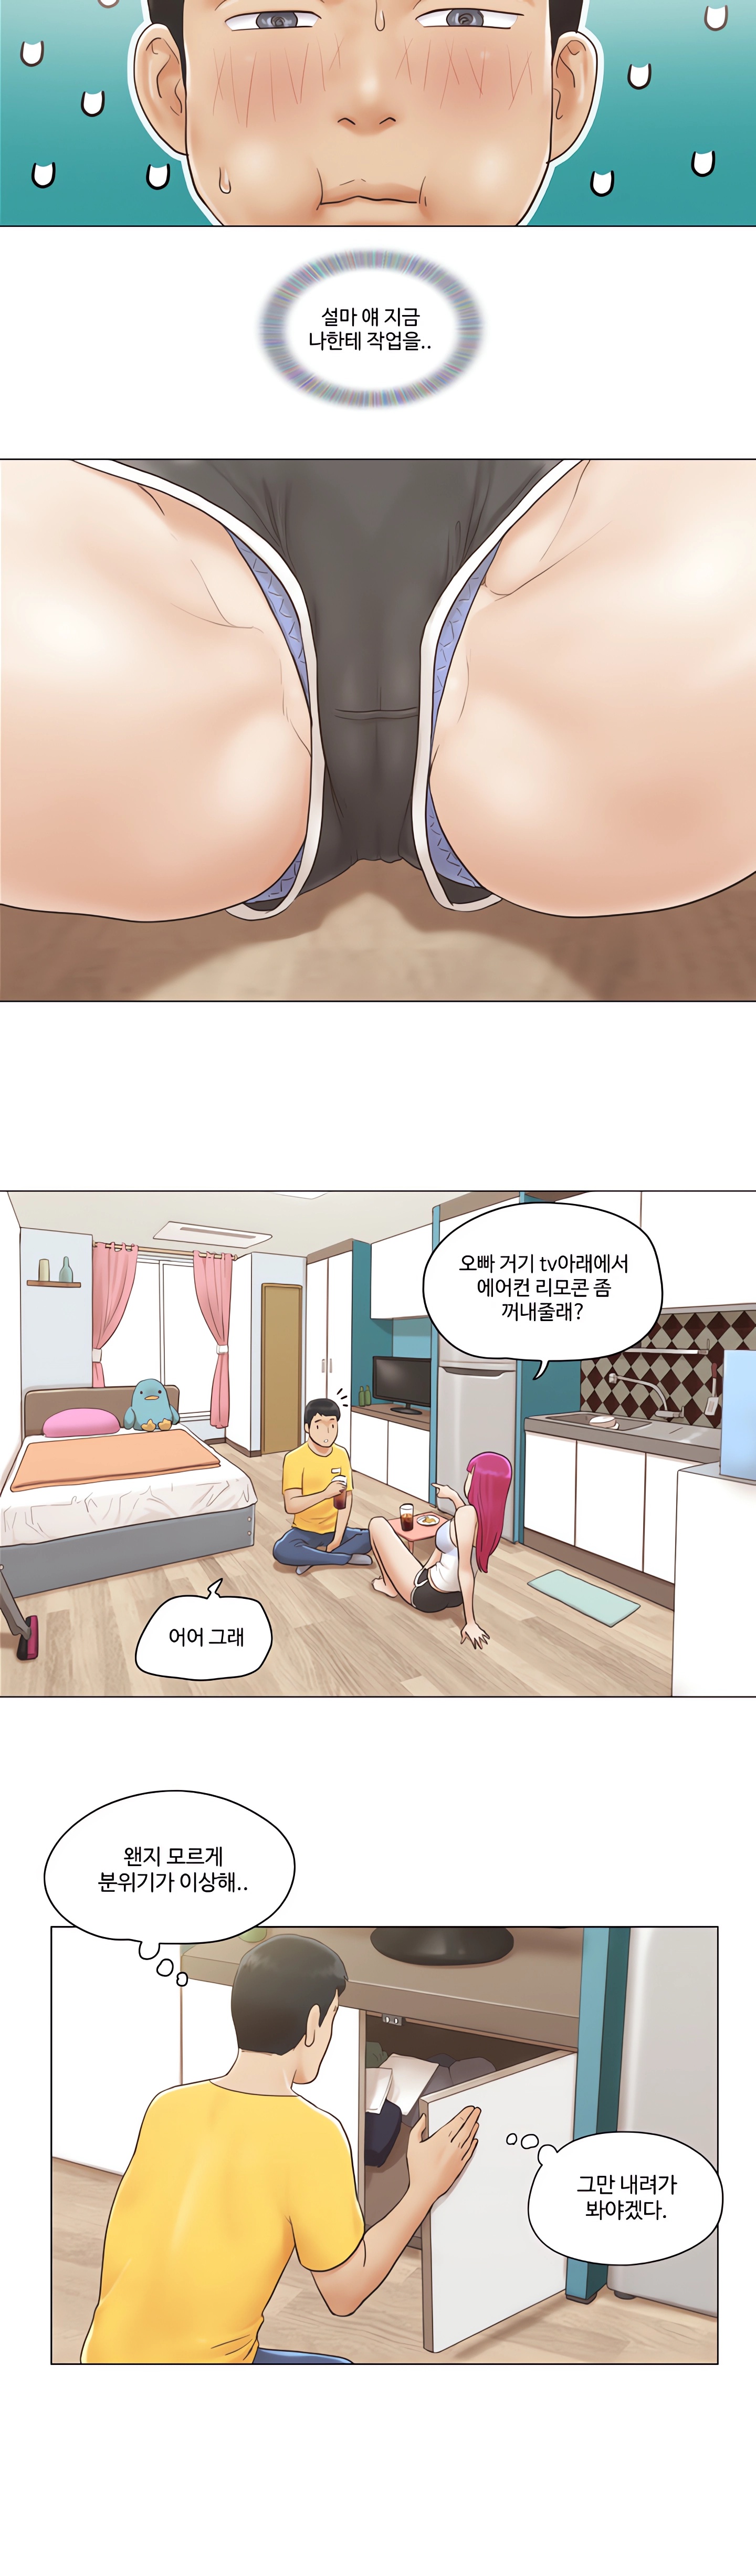 설마 얘 지금
나한테 작업을..
오빠 거기 tv아래에서
에어컨 리모콘 좀
꺼내줄래?
어어 그래
왠지 모르게
분위기가 이상해..
그만 내려가
봐야겠다.